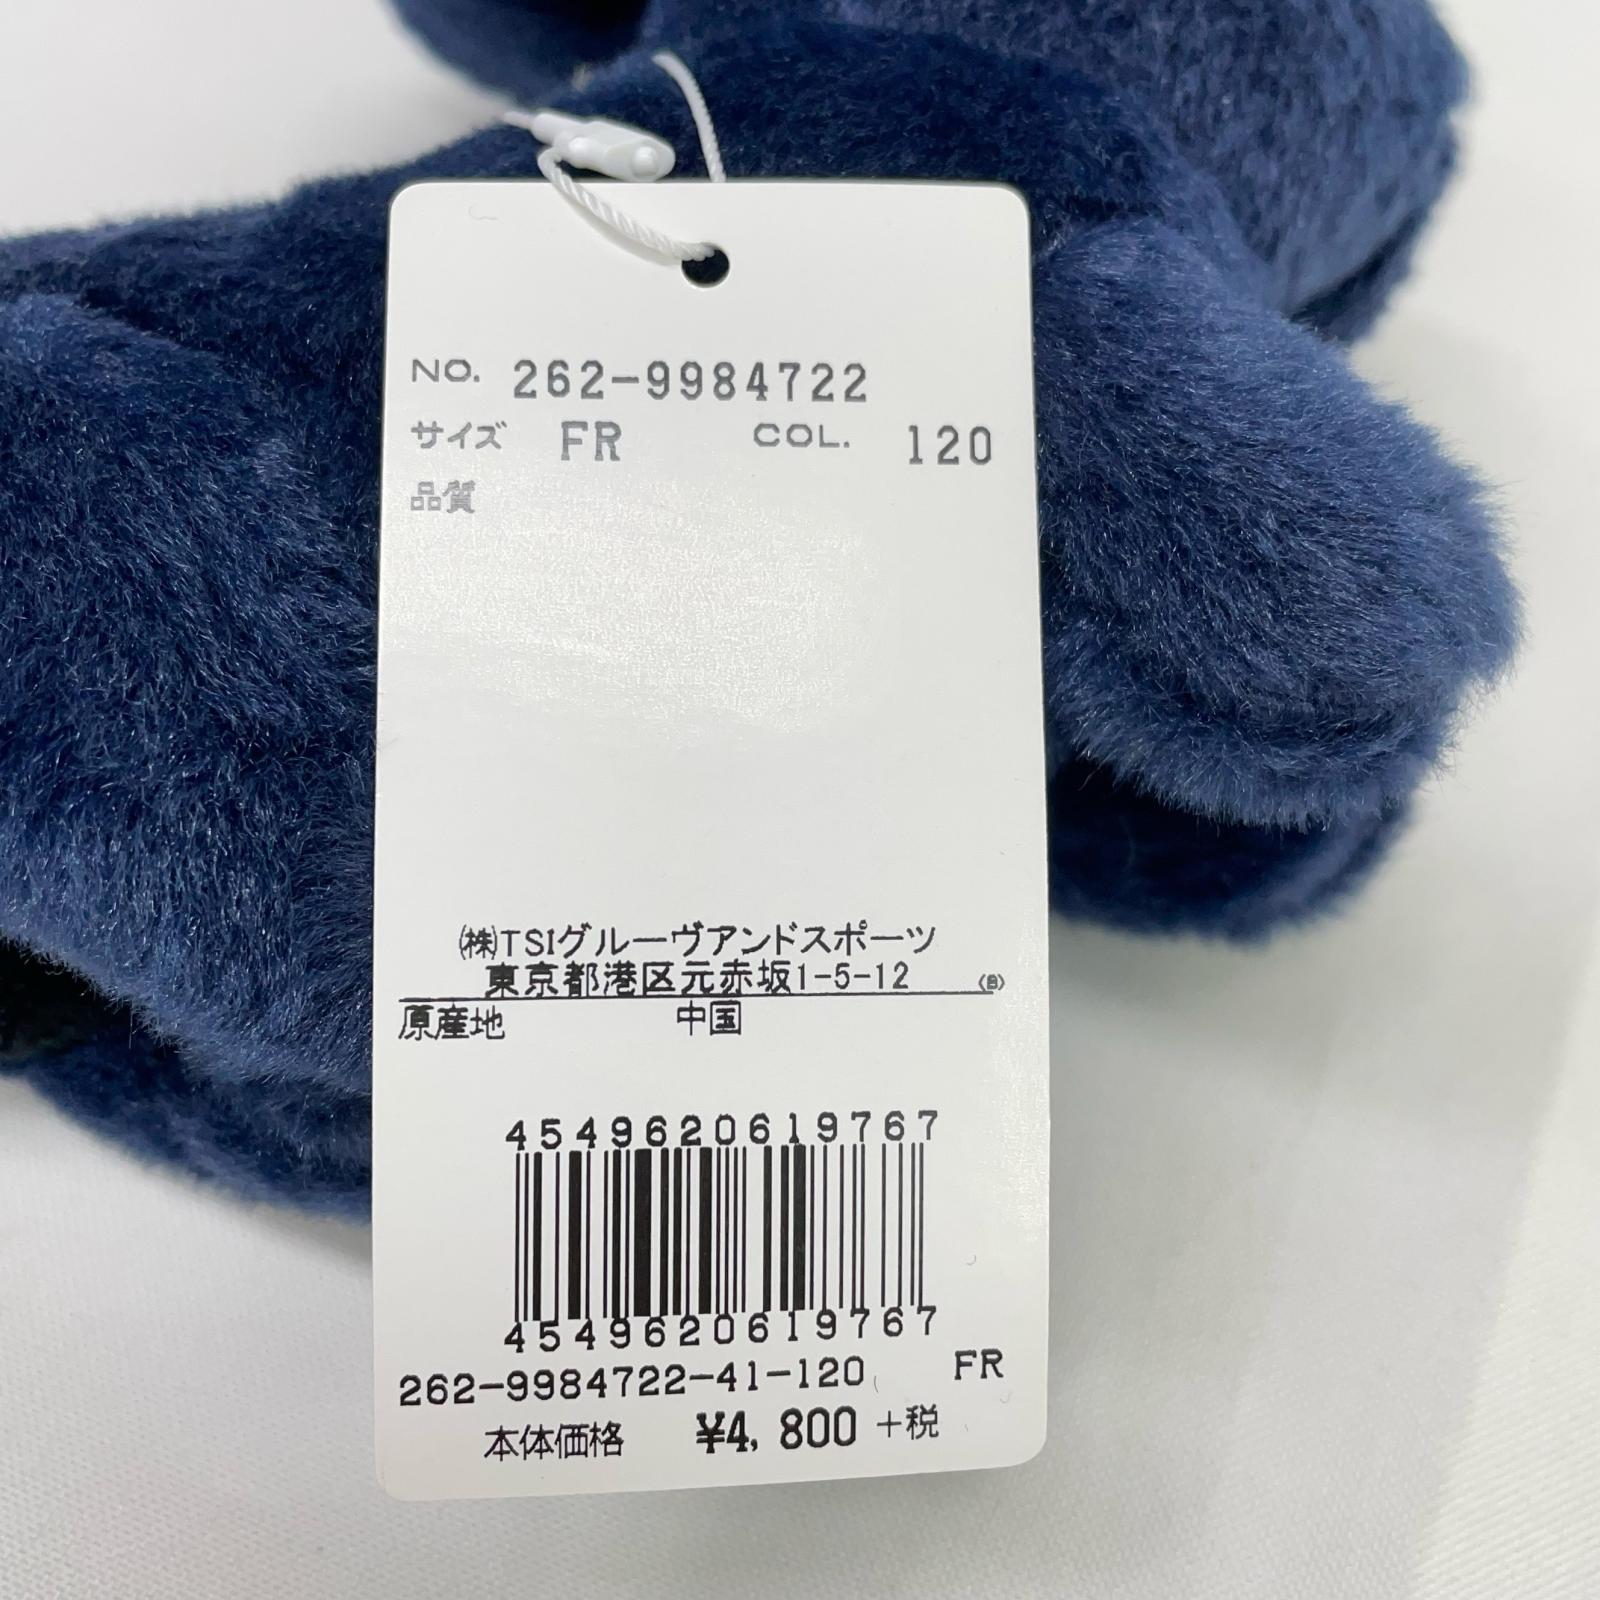 NO. 262-9984722
サイズ FR COL. 120
品質
㈱TSIグルーヴアンドスポーツ
東京都港区元赤坂1-5-12 (B)
原産地 中国
4549620619767
4549620619767
262-9984722-41-120 FR
本体価格 ¥4,800 +税